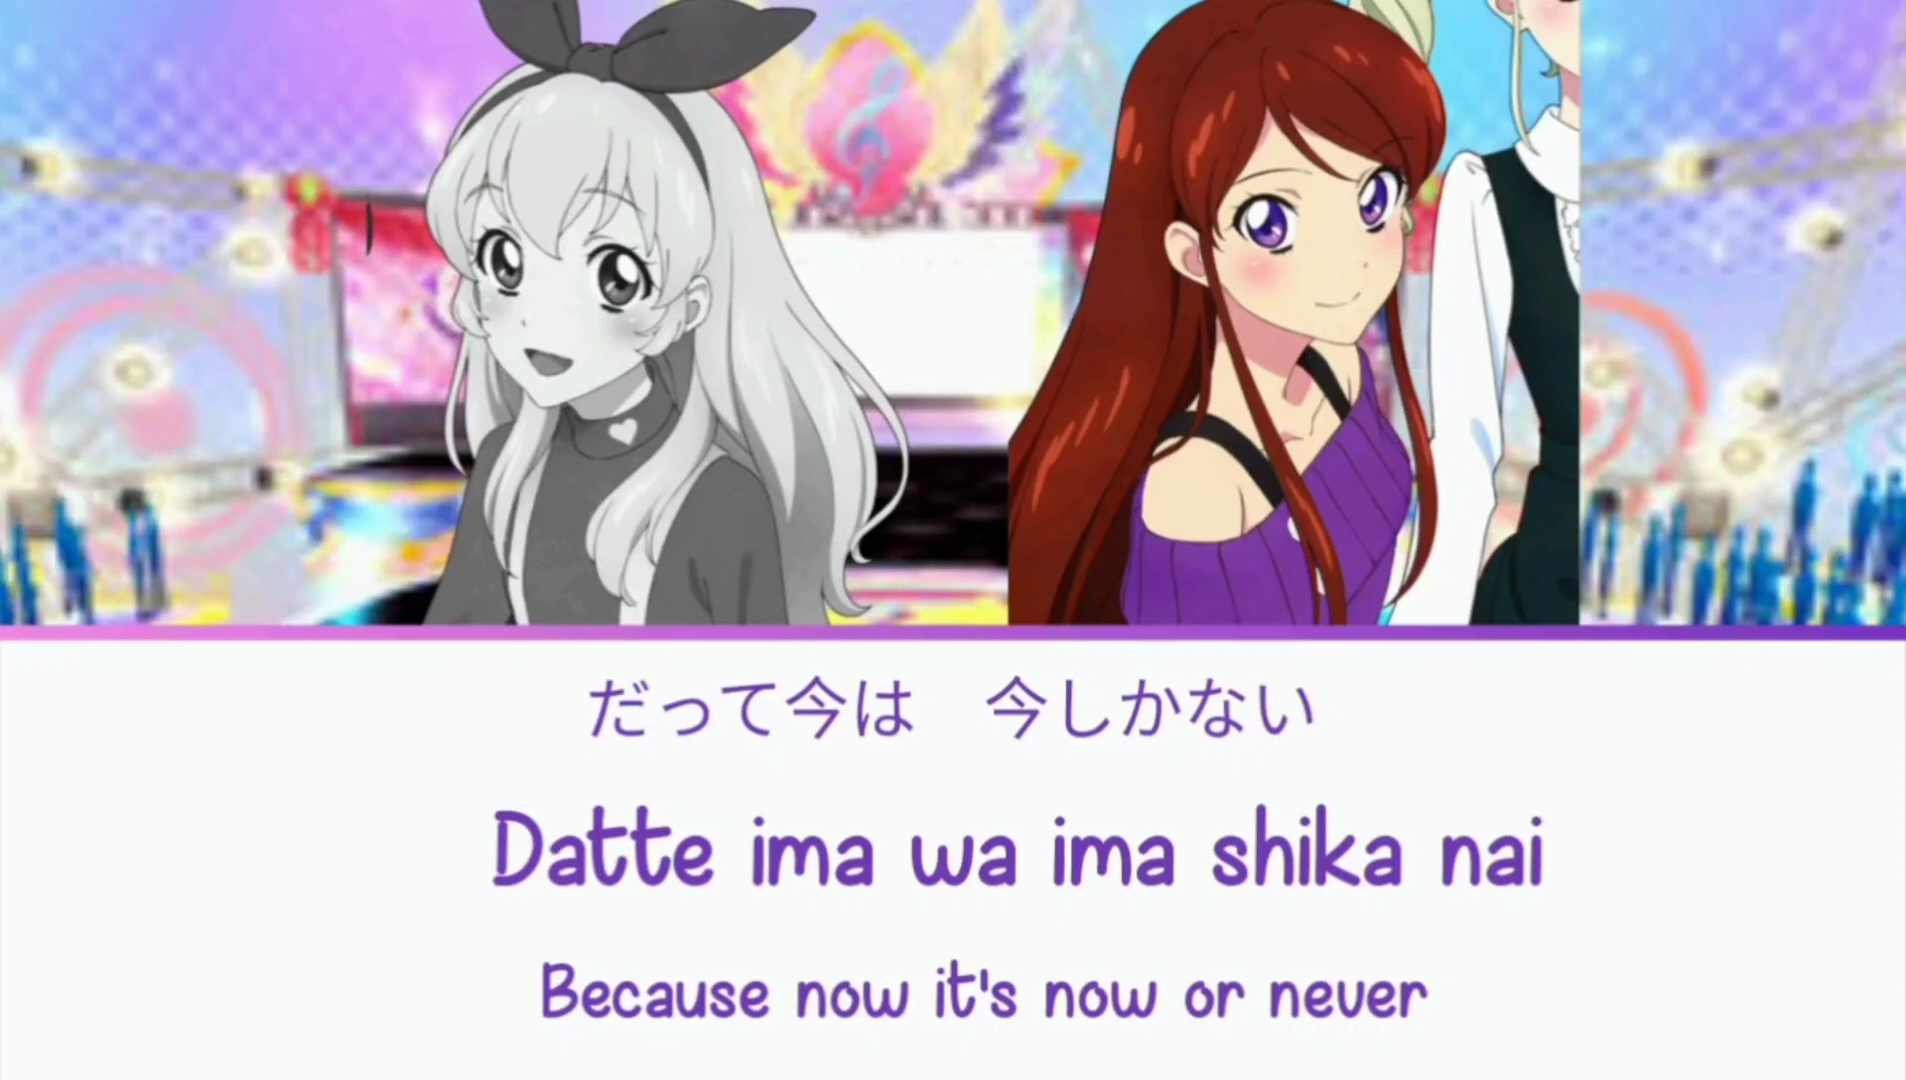 だって今は　今しかない
Datte ima wa ima shika nai
Because now it's now or never